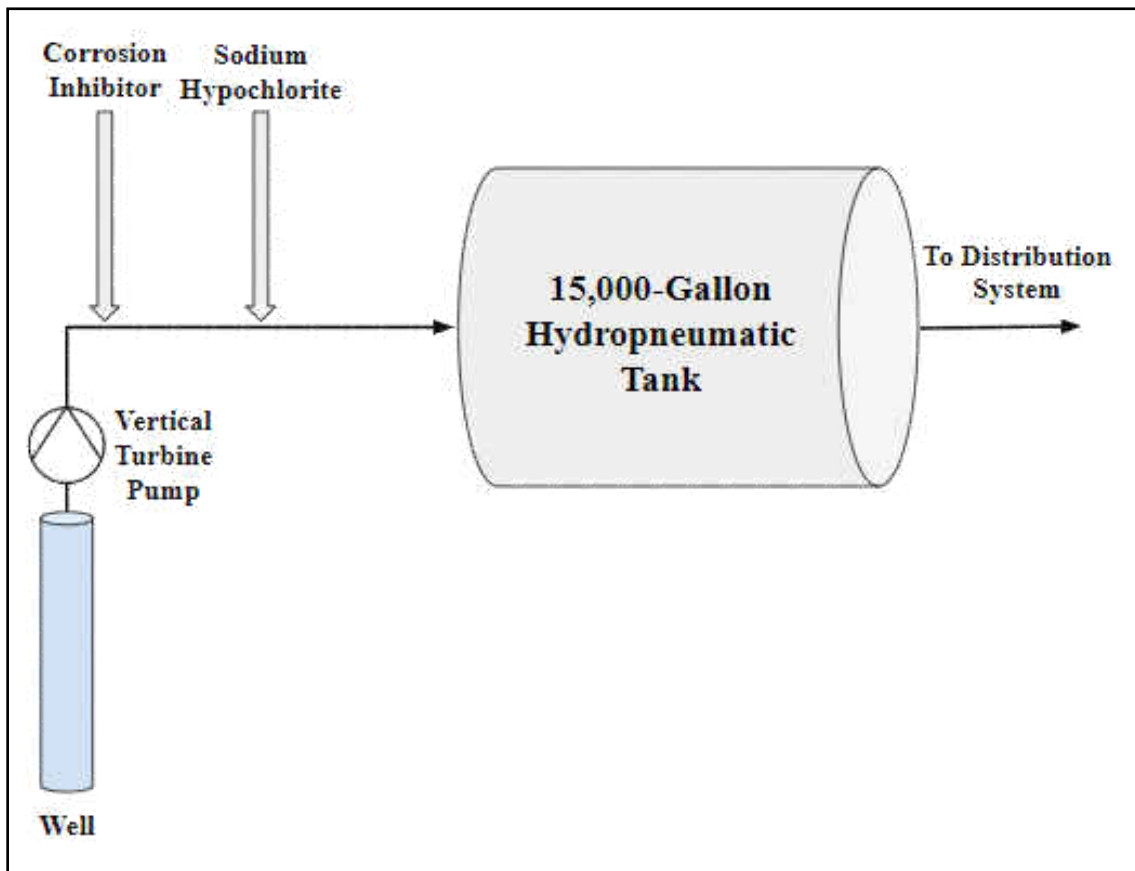 Corrosion
Inhibitor
Sodium
Hypochlorite
15,000-Gallon
Hydropneumatic
Tank
To Distribution
System
Vertical
Turbine
Pump
Well